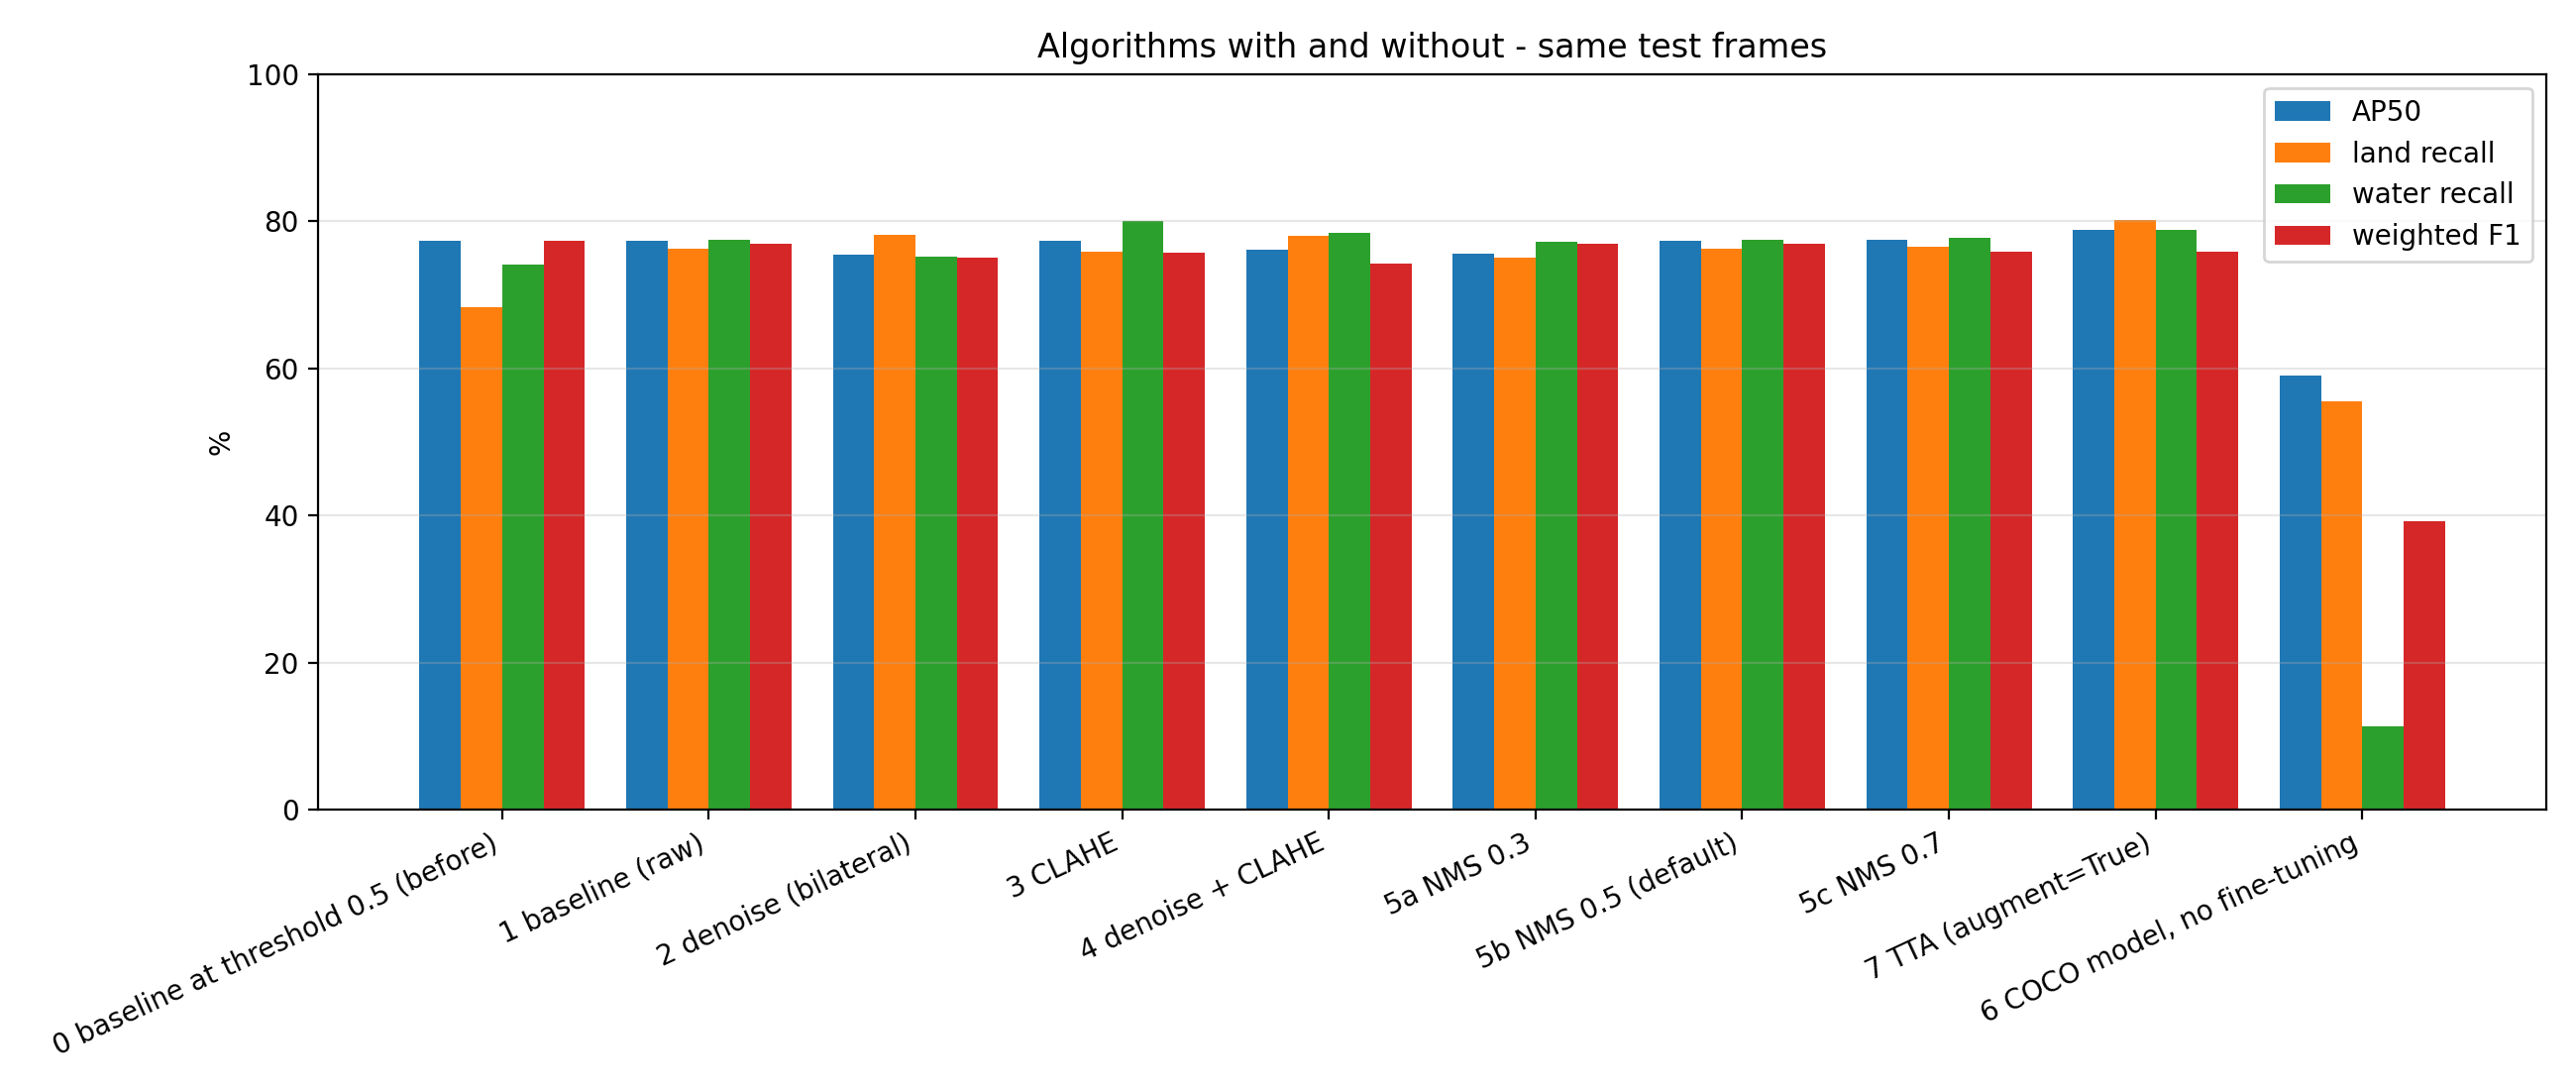 Algorithms with and without - same test frames
100
80
60
40
20
0
%
AP50
land recall
water recall
weighted F1
0 baseline at threshold 0.5 (before)
1 baseline (raw)
2 denoise (bilateral)
3 CLAHE
4 denoise + CLAHE
5a NMS 0.3
5b NMS 0.5 (default)
5c NMS 0.7
7 TTA (augment=True)
6 COCO model, no fine-tuning